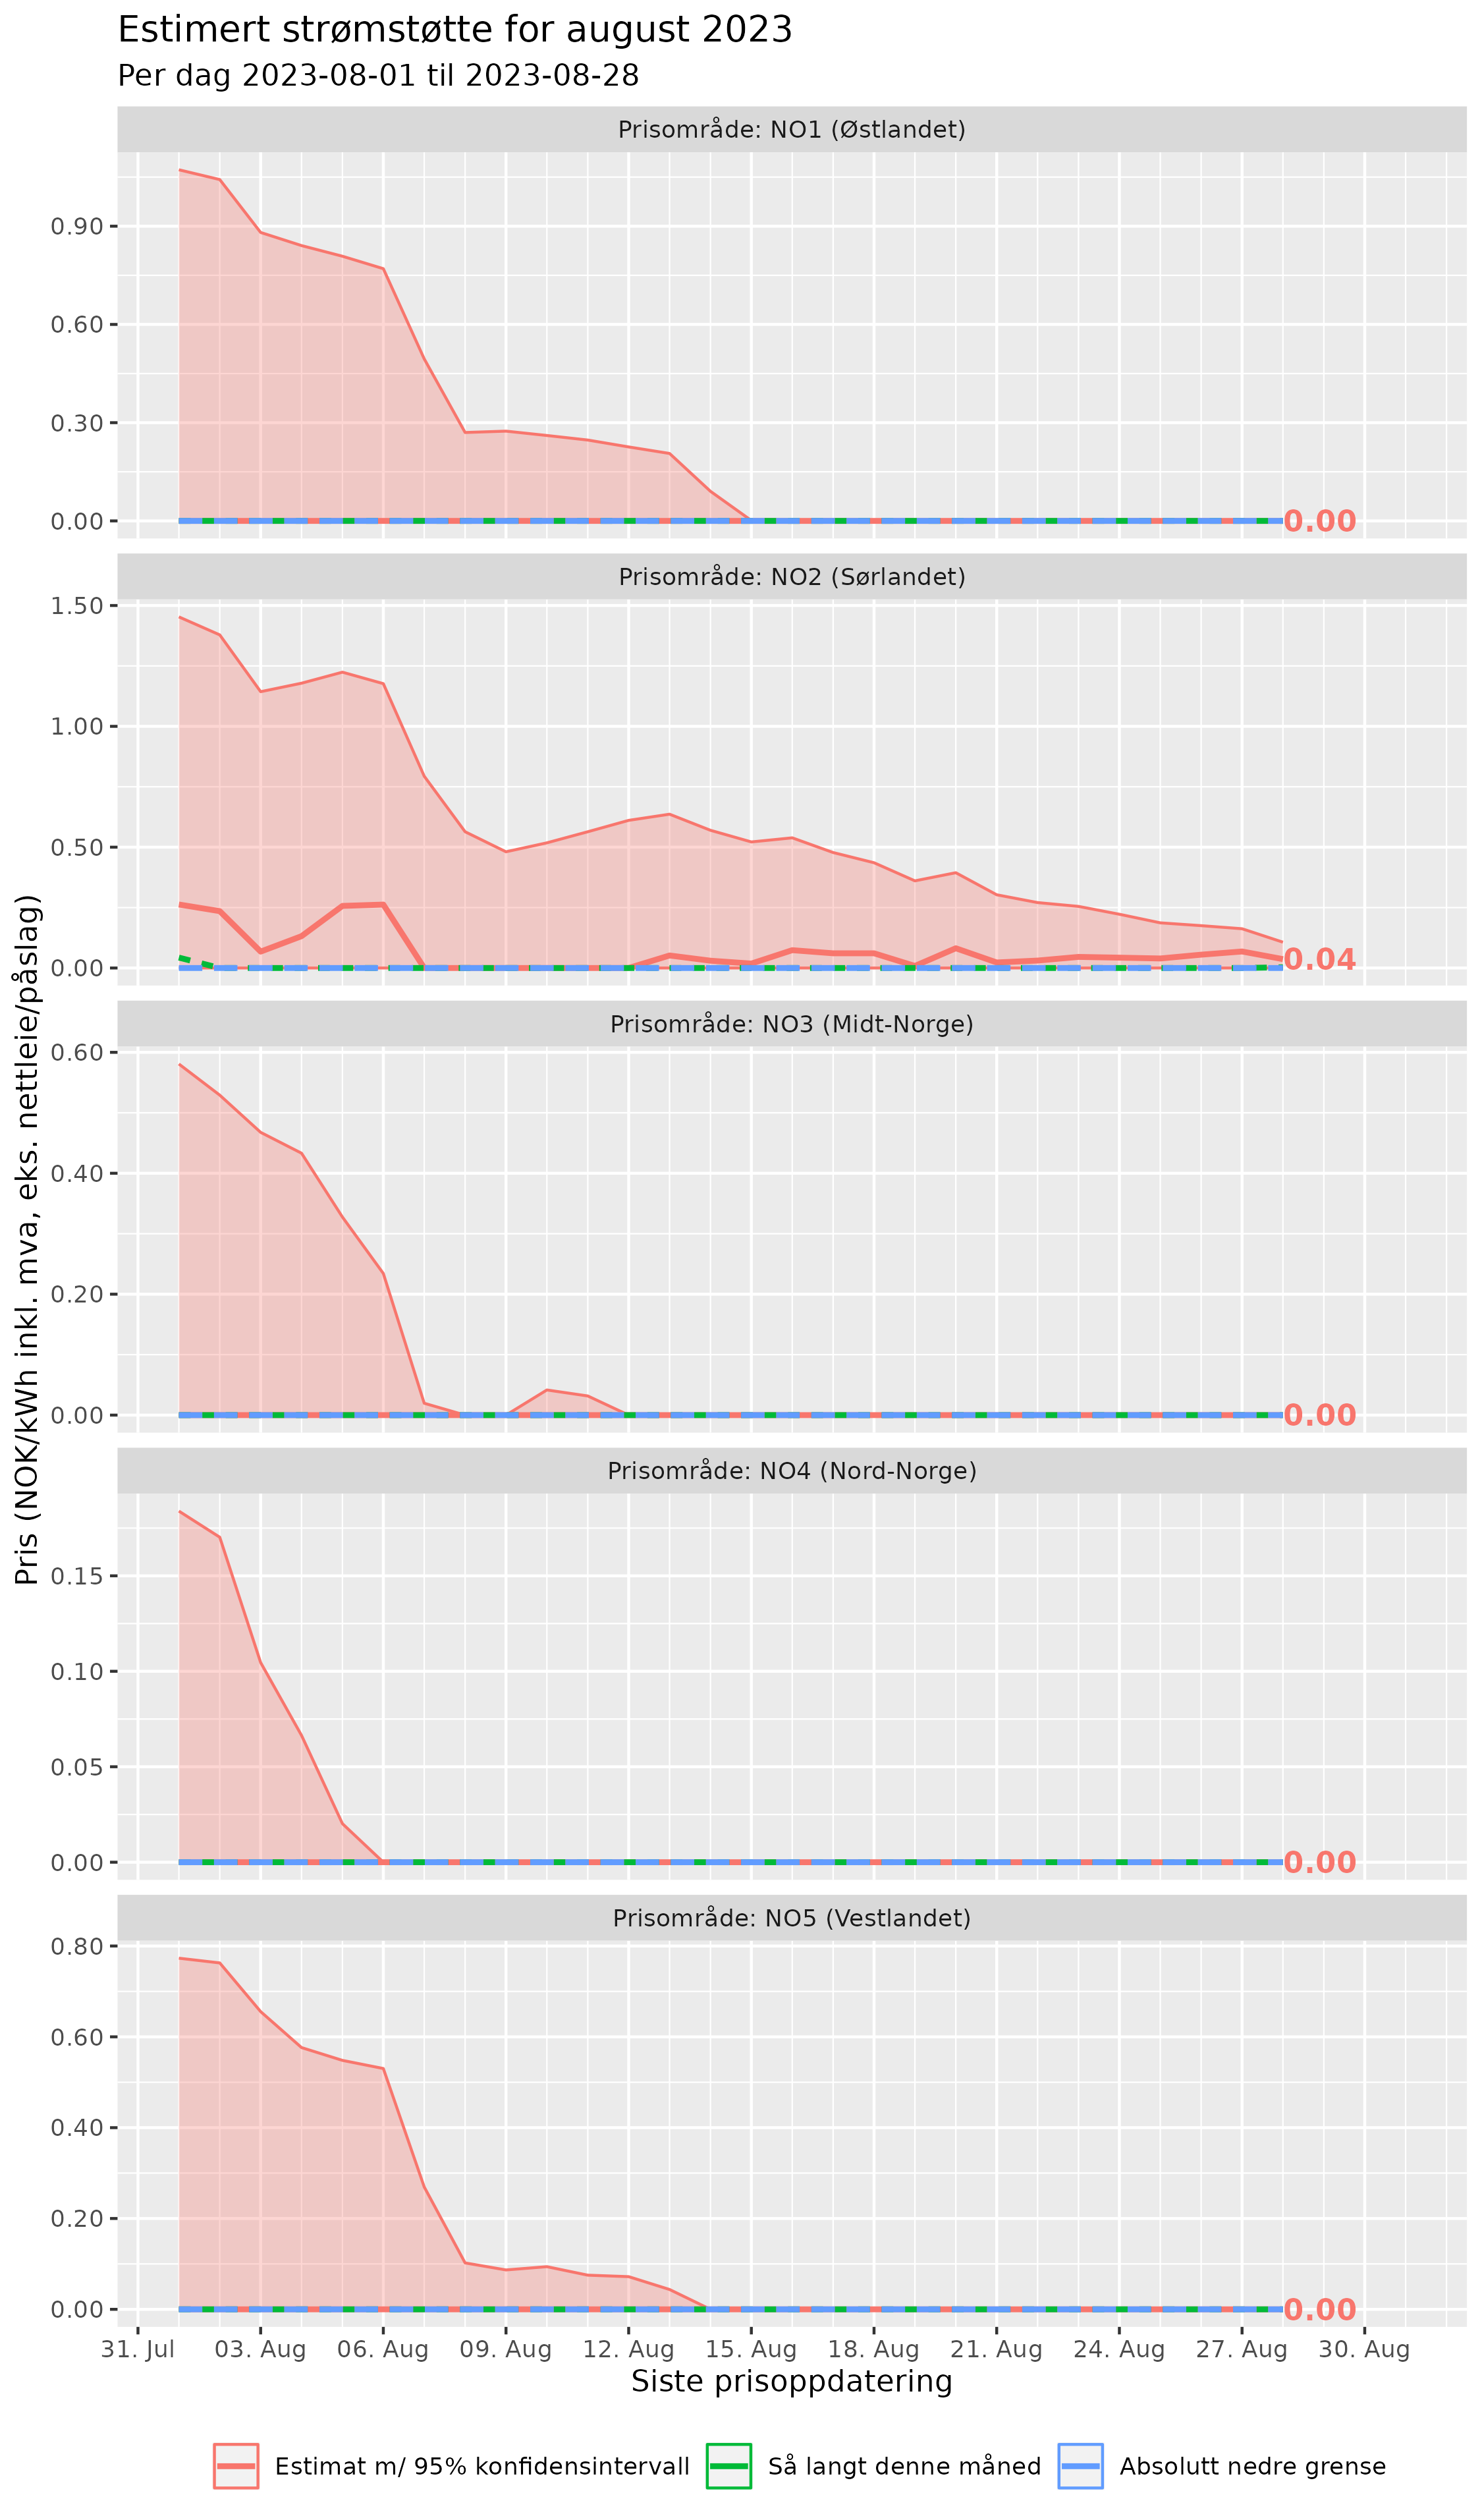 Estimert strømstøtte for august 2023
Per dag 2023-08-01 til 2023-08-28
Prisområde: NO1 (Østlandet)
0.90
0.60
0.30
0.00
0.00
Prisområde: NO2 (Sørlandet)
1.50
1.00
0.50
0.00
0.04
Prisområde: NO3 (Midt-Norge)
0.60
0.40
0.20
0.00
0.00
Prisområde: NO4 (Nord-Norge)
0.15
0.10
0.05
0.00
0.00
Prisområde: NO5 (Vestlandet)
0.80
0.60
0.40
0.20
0.00
0.00
Pris (NOK/kWh inkl. mva, eks. nettleie/påslag)
31. Jul 03. Aug 06. Aug 09. Aug 12. Aug 15. Aug 18. Aug 21. Aug 24. Aug 27. Aug 30. Aug
Siste prisoppdatering
Estimat m/ 95% konfidensintervall Så langt denne måned Absolutt nedre grense